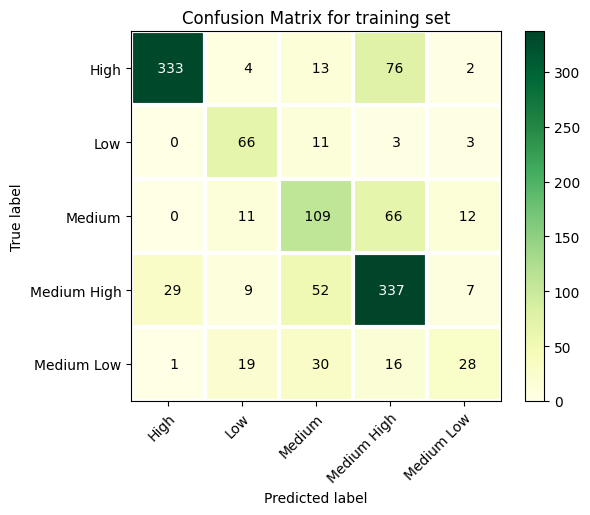 Confusion Matrix for training set
True label
High 333 4 13 76 2
Low 0 66 11 3 3
Medium 0 11 109 66 12
Medium High 29 9 52 337 7
Medium Low 1 19 30 16 28
High Low Medium Medium High Medium Low
Predicted label
300
250
200
150
100
50
0